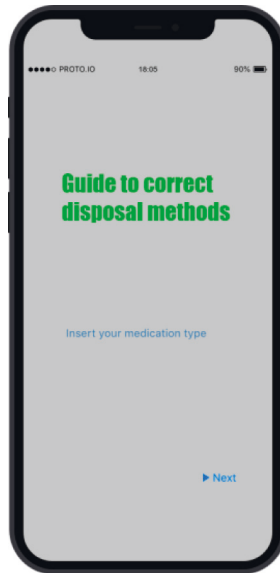 PROTO.IO 18:05 90%
Guide to correct
disposal methods
Insert your medication type
Next